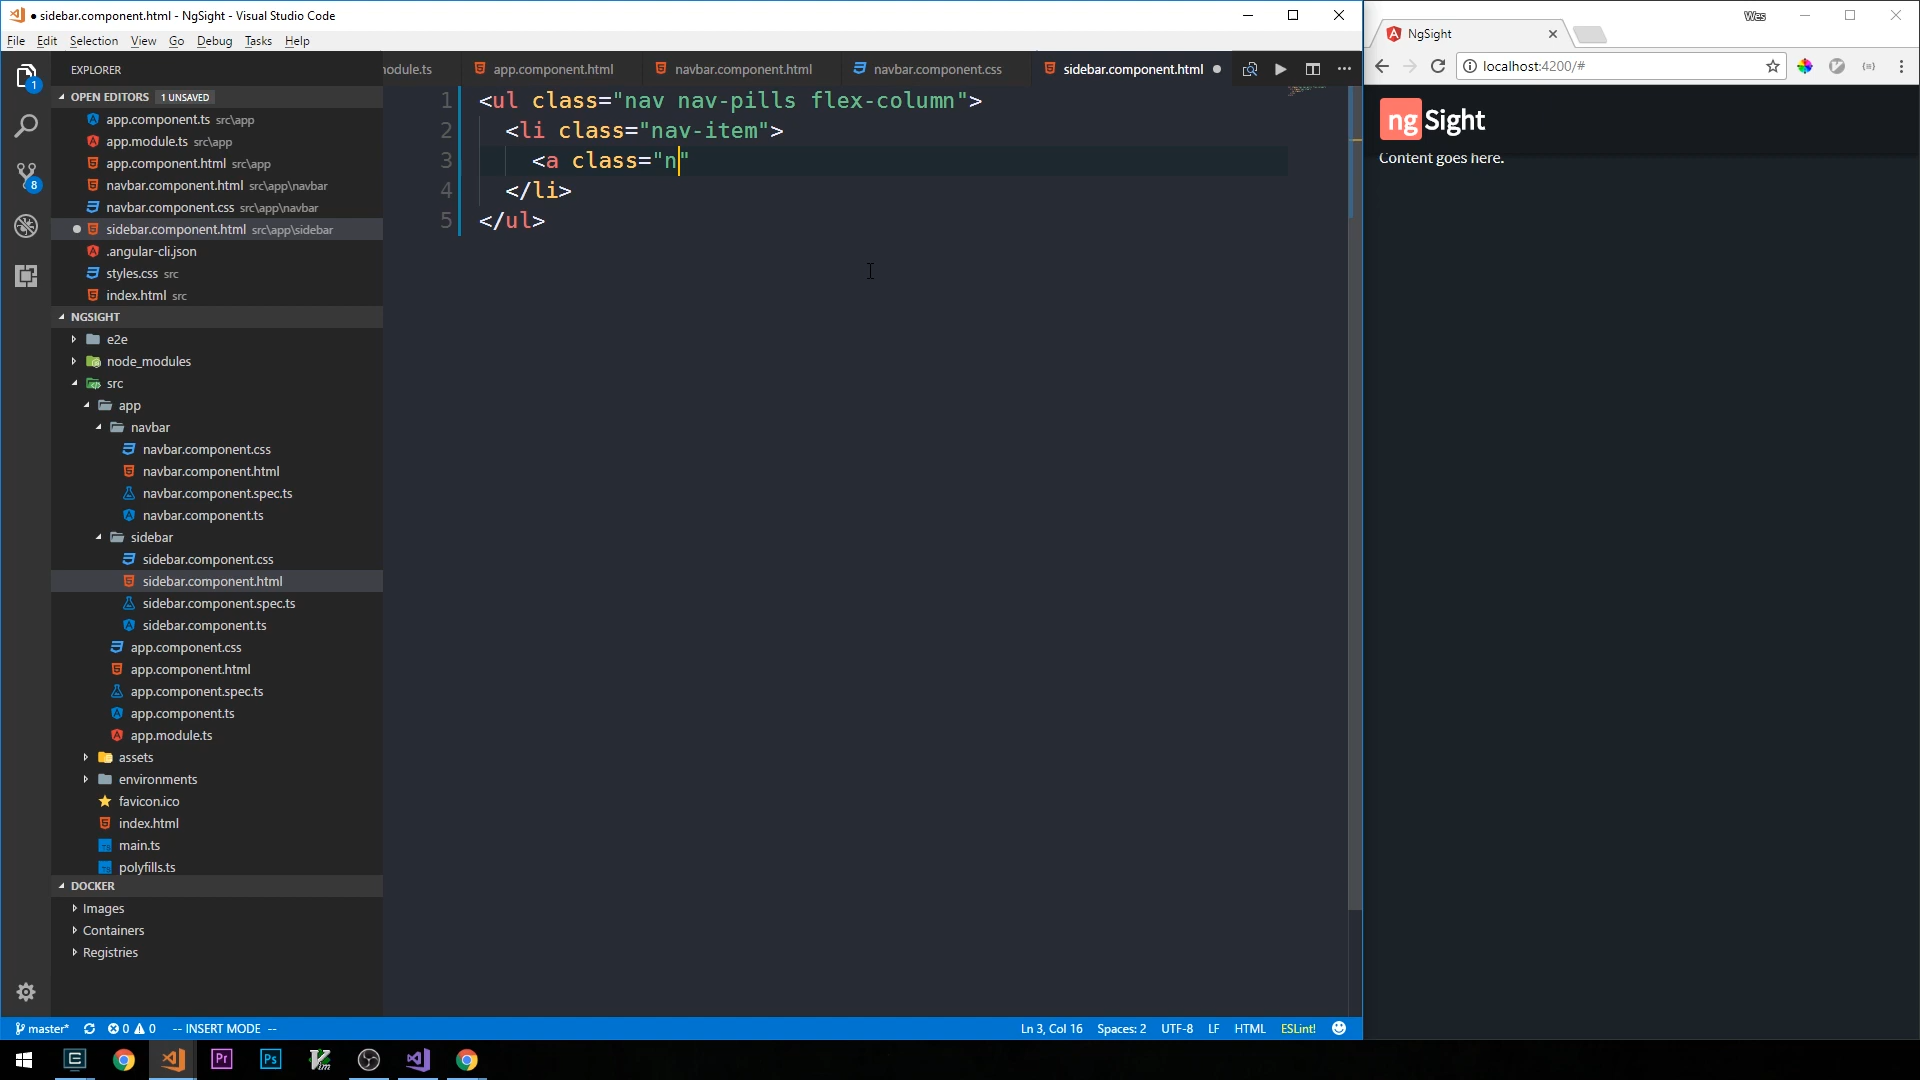 sidebar.component.html - NgSight - Visual Studio Code
File Edit Selection View Go Debug Tasks Help
EXPLORER
OPEN EDITORS 1 UNSAVED
app.component.ts src\app
app.module.ts src\app
app.component.html src\app
navbar.component.html src\app\navbar
navbar.component.css src\app\navbar
sidebar.component.html src\app\sidebar
.angular-cli.json
styles.css src
index.html src
NGSIGHT
e2e
node_modules
src
app
navbar
navbar.component.css
navbar.component.html
navbar.component.spec.ts
navbar.component.ts
sidebar
sidebar.component.css
sidebar.component.html
sidebar.component.spec.ts
sidebar.component.ts
app.component.css
app.component.html
app.component.spec.ts
app.component.ts
app.module.ts
assets
environments
favicon.ico
index.html
main.ts
polyfills.ts
DOCKER
Images
Containers
Registries
1
8
odule.ts app.component.html navbar.component.html navbar.component.css sidebar.component.html
1 <ul class="nav nav-pills flex-column">
2 <li class="nav-item">
3 <a class="n"
4 </li>
5 </ul>
master* 0 0 -- INSERT MODE -- Ln 3, Col 16 Spaces: 2 UTF-8 LF HTML ESLint!
Wes
NgSight
localhost:4200/#
ng Sight
Content goes here.
Pr Ps Vim